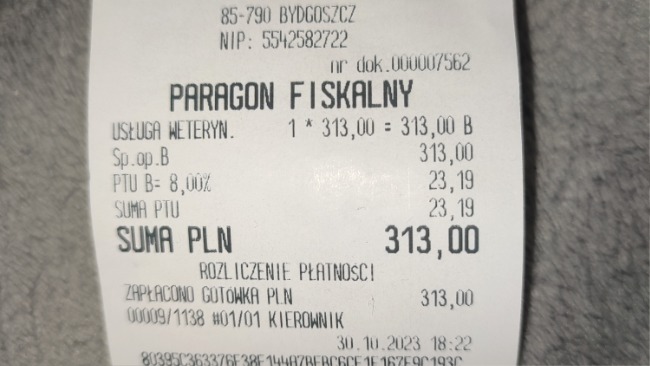 85-790 BYDGOSZCZ
NIP: 5542582722
nr dok.000007562
PARAGON FISKALNY
USŁUGA WETERYN. 1 * 313,00 = 313,00 B
Sp.op.B 313,00
PTU B= 8,00% 23,19
SUMA PTU 23,19
SUMA PLN 313,00
ROZLICZENIE PŁATNOŚCI
ZAPŁACONO GOTÓWKA PLN 313,00
00009/1138 #01/01 KIEROWNIK
30.10.2023 18:22